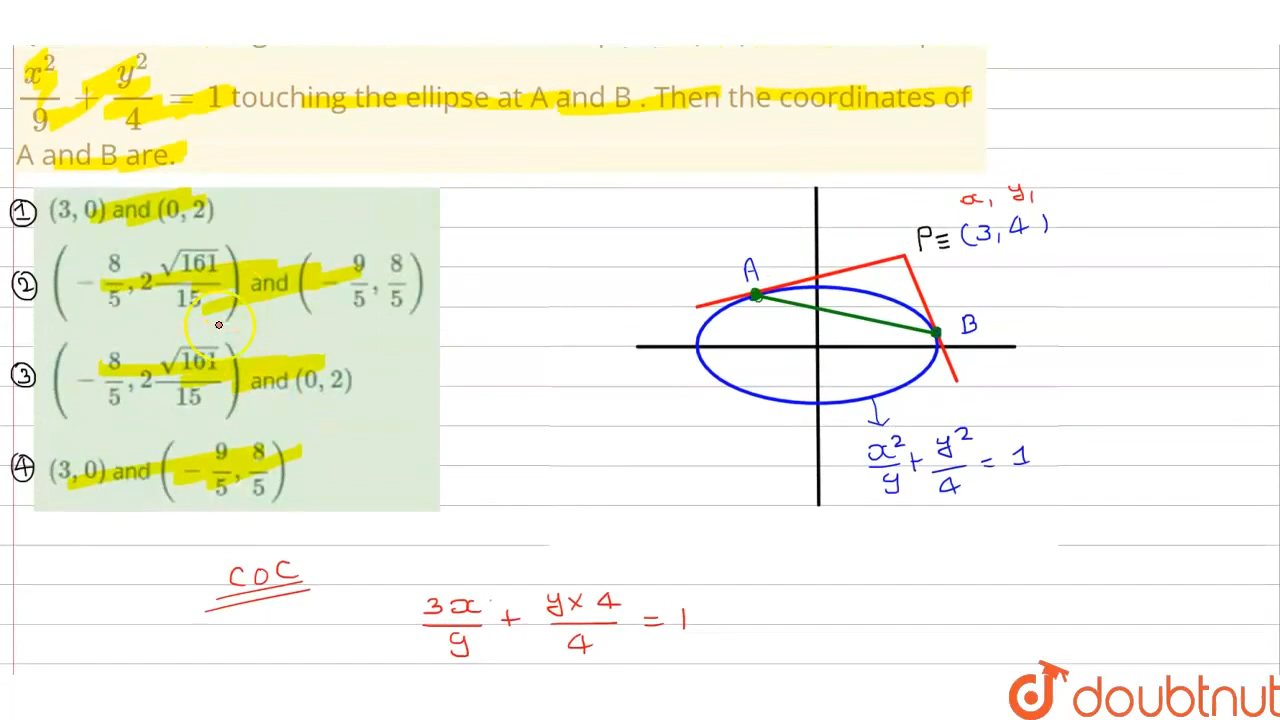 x²/9 + y²/4 = 1 touching the ellipse at A and B . Then the coordinates of
A and B are.
① (3, 0) and (0, 2)
② (− 8/5, 2 √161/15) and (− 9/5, 8/5)
③ (− 8/5, 2 √161/15) and (0, 2)
④ (3, 0) and (− 9/5, 8/5)
x, y,
P ≡ (3, 4)
A
B
x²/9 + y²/4 = 1
COC
3x/9 + y × 4/4 = 1
doubtnut